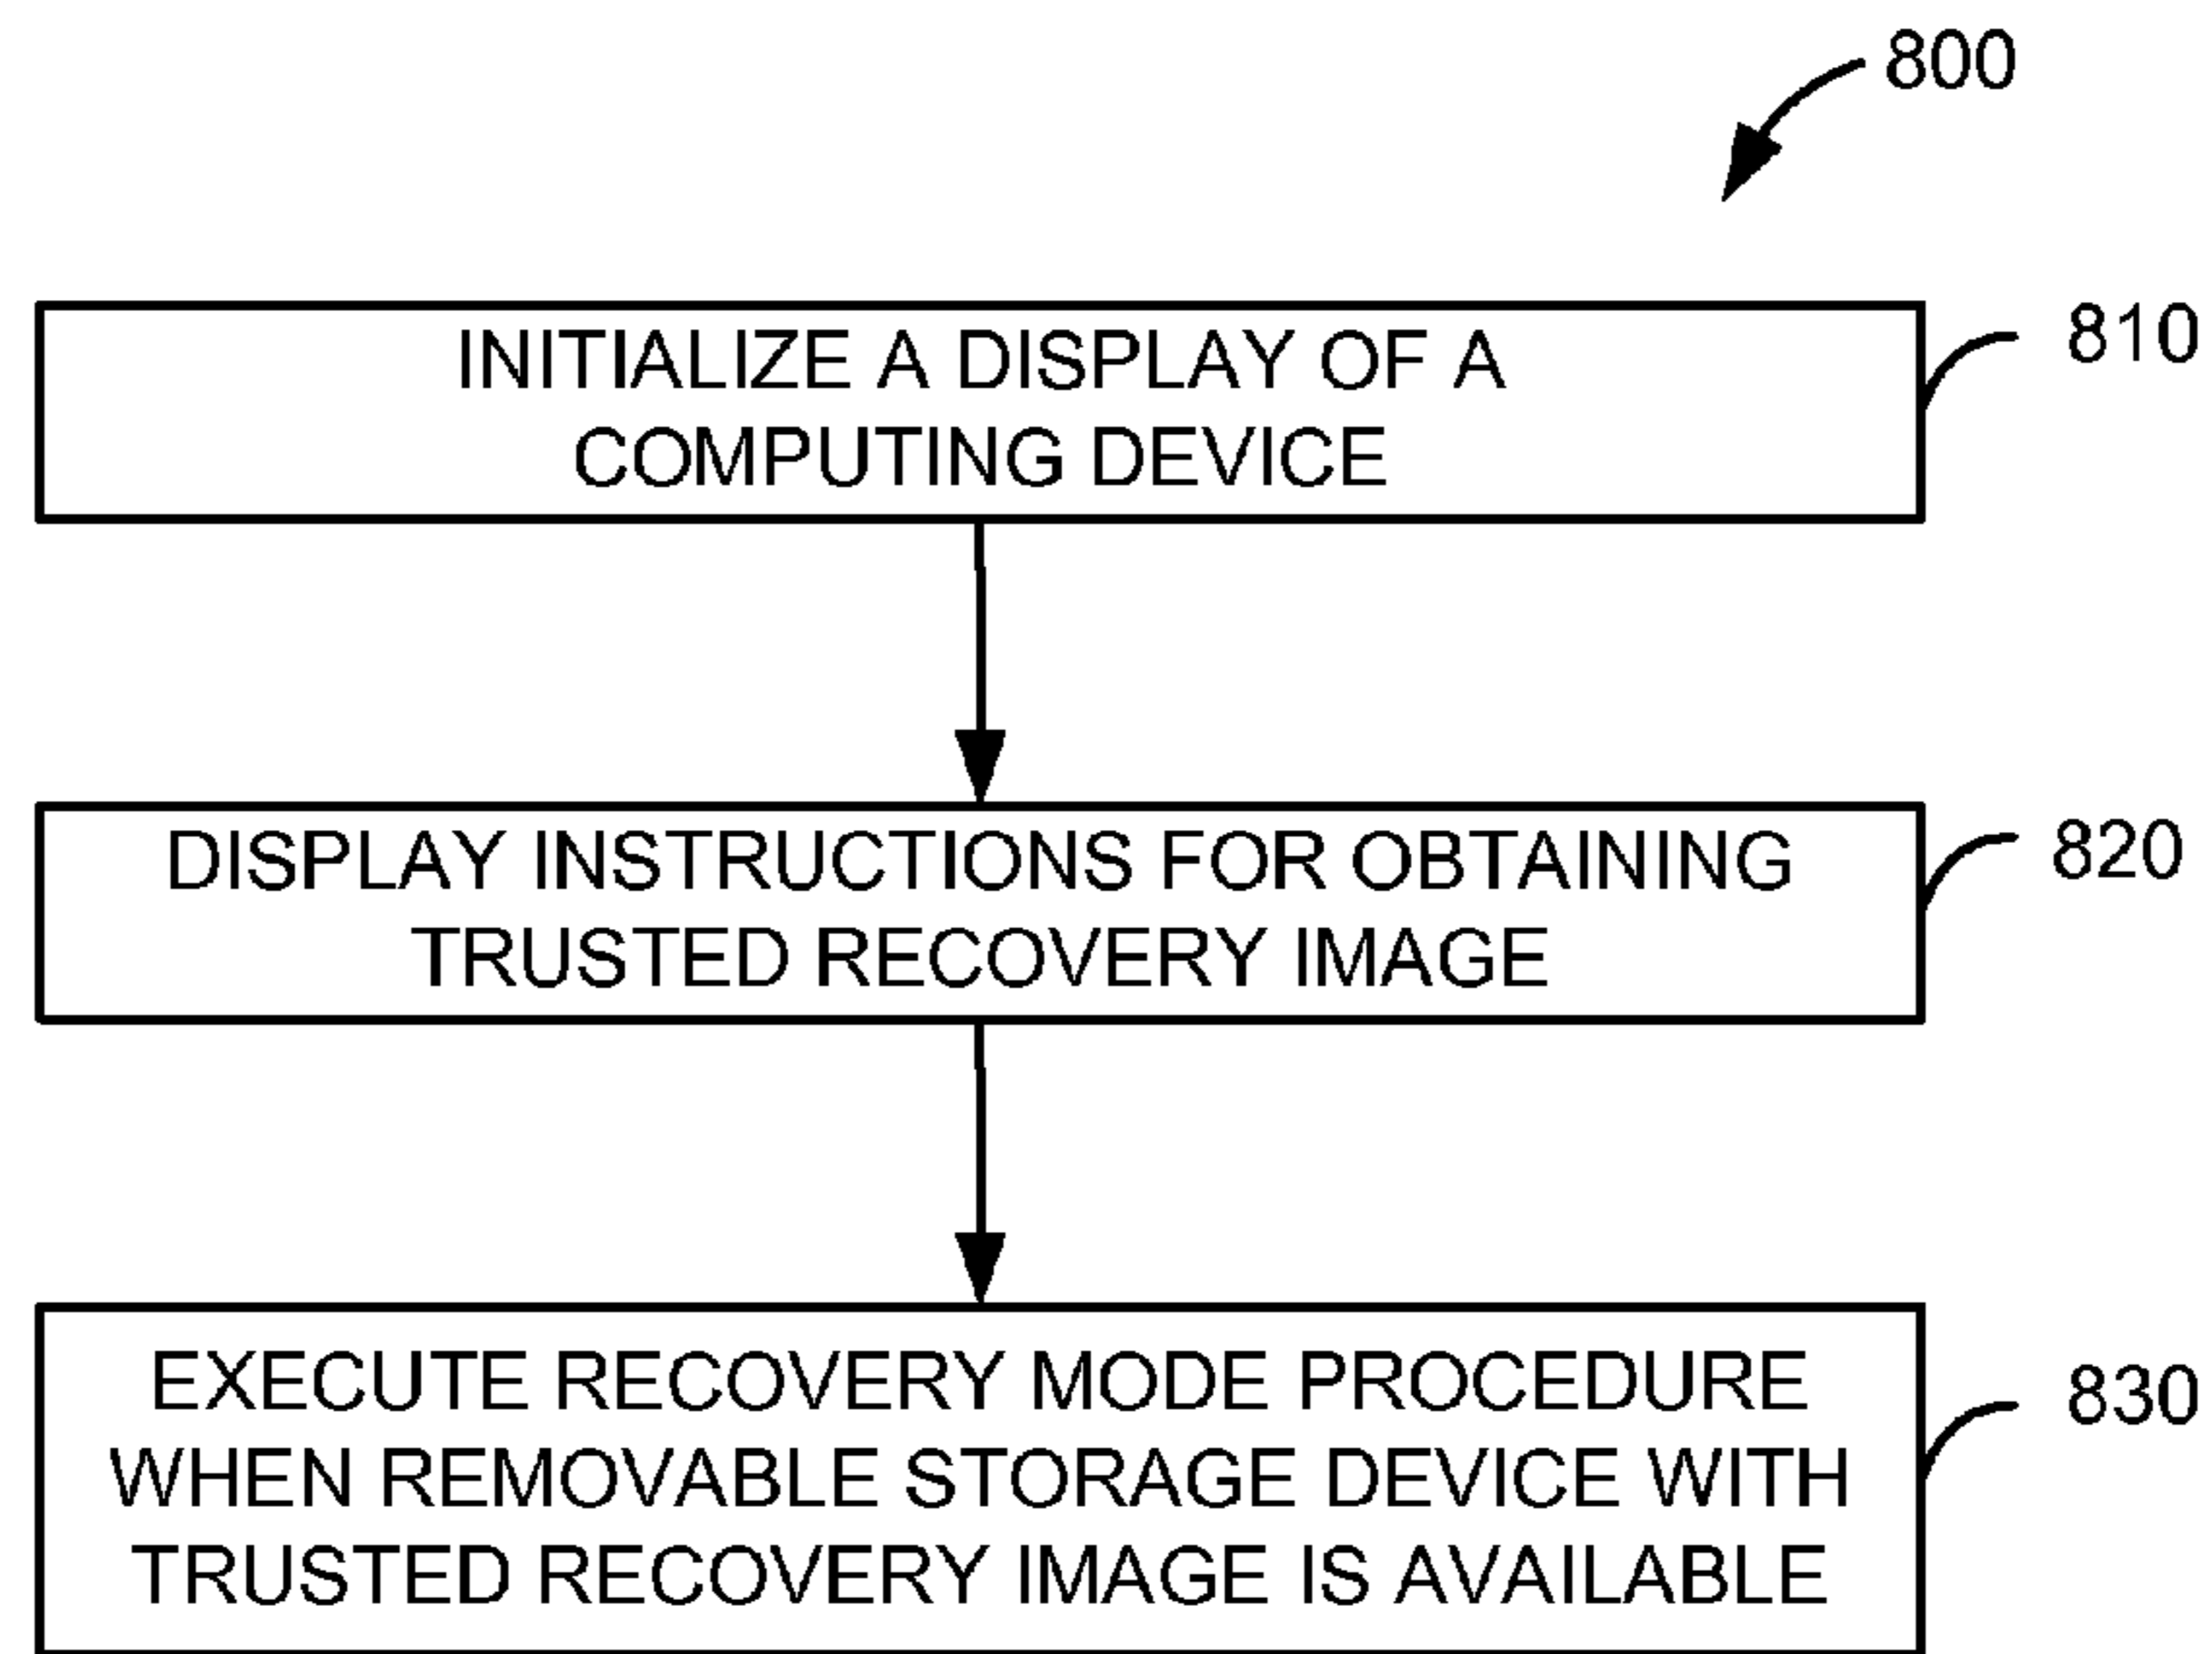 800
INITIALIZE A DISPLAY OF A
COMPUTING DEVICE
810
DISPLAY INSTRUCTIONS FOR OBTAINING
TRUSTED RECOVERY IMAGE
820
EXECUTE RECOVERY MODE PROCEDURE
WHEN REMOVABLE STORAGE DEVICE WITH
TRUSTED RECOVERY IMAGE IS AVAILABLE
830